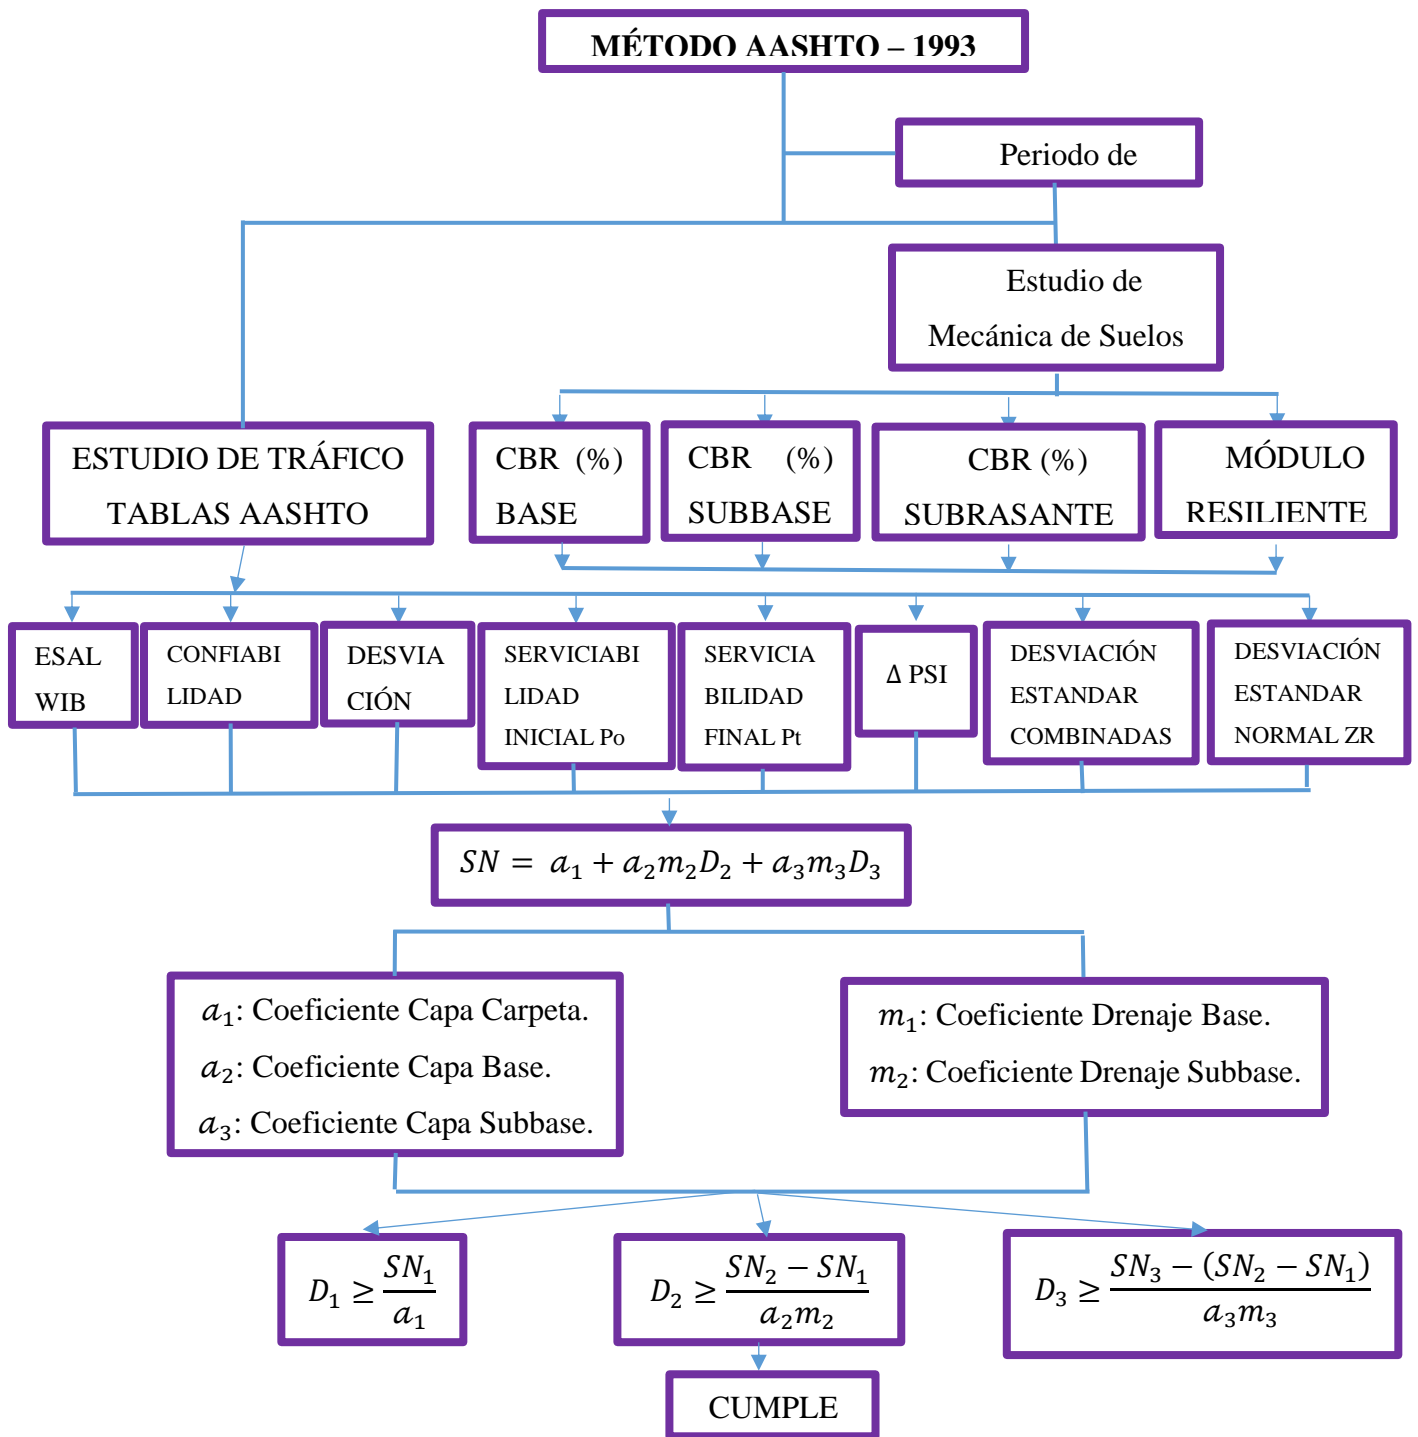 MÉTODO AASHTO – 1993
Periodo de
Estudio de
Mecánica de Suelos
ESTUDIO DE TRÁFICO
TABLAS AASHTO
CBR (%)
BASE
CBR (%)
SUBBASE
CBR (%)
SUBRASANTE
MÓDULO
RESILIENTE
ESAL
WIB
CONFIABI
LIDAD
DESVIA
CIÓN
SERVICIABI
LIDAD
INICIAL Po
SERVICIA
BILIDAD
FINAL Pt
Δ PSI
DESVIACIÓN
ESTANDAR
COMBINADAS
DESVIACIÓN
ESTANDAR
NORMAL ZR
SN = a₁ + a₂m₂D₂ + a₃m₃D₃
a₁: Coeficiente Capa Carpeta.
a₂: Coeficiente Capa Base.
a₃: Coeficiente Capa Subbase.
m₁: Coeficiente Drenaje Base.
m₂: Coeficiente Drenaje Subbase.
D₁ ≥ SN₁ / a₁
D₂ ≥ SN₂ − SN₁ / a₂m₂
D₃ ≥ SN₃ − (SN₂ − SN₁) / a₃m₃
CUMPLE